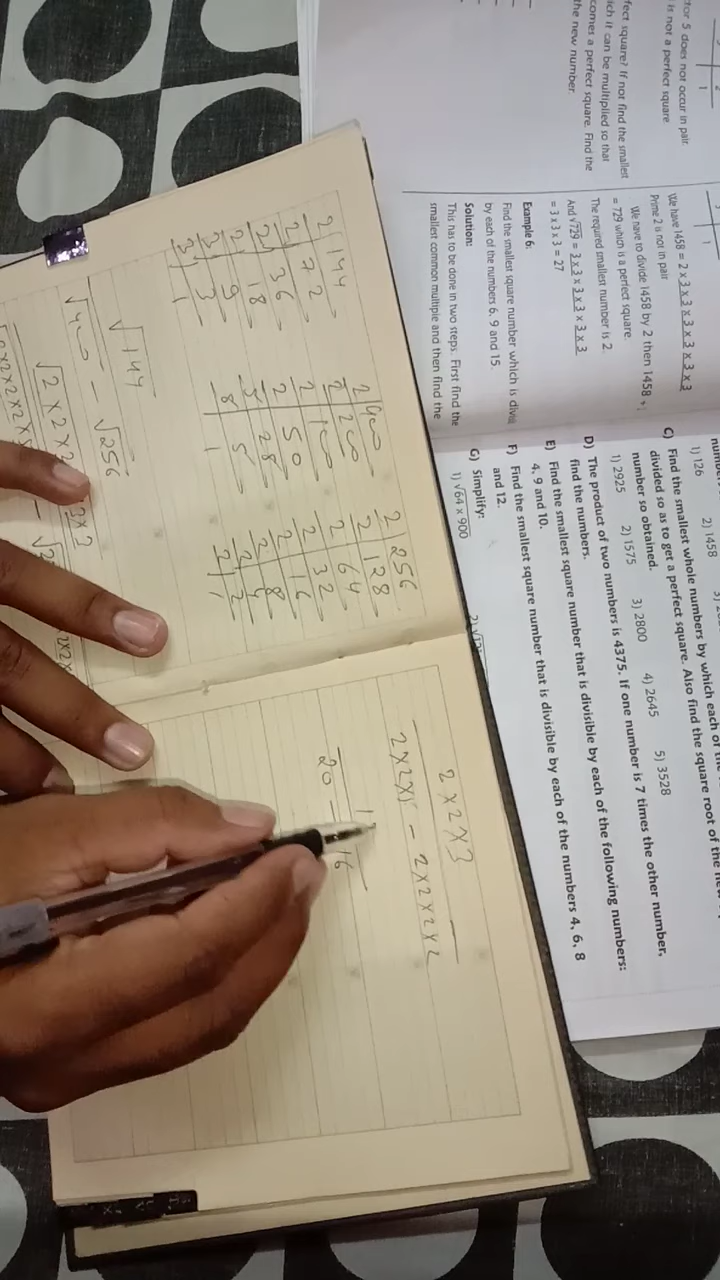 ctor 5 does not occur in pair.
is not a perfect square
fect square? If not find the smallest
ich it can be multiplied so that
comes a perfect square. Find the
the new number.
We have 1458 = 2 x 3 x 3 x 3 x 3 x 3 x 3
Prime 2 is not in pair
We have to divide 1458 by 2 then 1458 ÷
= 729 which is a perfect square.
The required smallest number is 2.
And √729 = 3 x 3 x 3 x 3 x 3 x 3
= 3 x 3 x 3 = 27
Example 6:
Find the smallest square number which is divis
by each of the numbers 6, 9 and 15.
Solution:
This has to be done in two steps. First find the
smallest common multiple and then find the
1) 126 2) 1458
C) Find the smallest whole numbers by which each of the
divided so as to get a perfect square. Also find the square root of the
number so obtained.
1) 2925 2) 1575 3) 2800 4) 2645 5) 3528
D) The product of two numbers is 4375. If one number is 7 times the other number,
find the numbers.
E) Find the smallest square number that is divisible by each of the following numbers:
4, 9 and 10.
F) Find the smallest square number that is divisible by each of the numbers 4, 6, 8
and 12.
G) Simplify:
1) √64 x 900
2 | 144
2 | 72
2 | 36
2 | 18
3 | 9
3 | 3
1
2 | 400
2 | 200
2 | 100
2 | 50
5 | 25
5 | 5
1
2 | 256
2 | 128
2 | 64
2 | 32
2 | 16
2 | 8
2 | 4
2 | 2
1
√144
√400 - √256
2 x 2 x 3
2x2x5 - 2x2x2x2
20 - 16